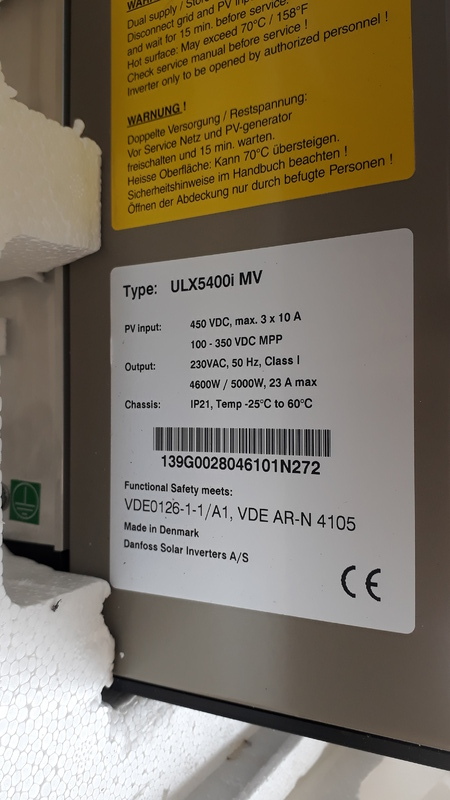 WARNING !
Dual supply / Stored
Disconnect grid and PV input
and wait for 15 min. before service.
Hot surface: May exceed 70°C / 158°F
Check service manual before service !
Inverter only to be opened by authorized personnel !
WARNUNG !
Doppelte Versorgung / Restspannung:
Vor Service Netz und PV-generator
freischalten und 15 min. warten.
Heisse Oberfläche: Kann 70°C übersteigen.
Sicherheitshinweise im Handbuch beachten !
Öffnen der Abdeckung nur durch befugte Personen !
Type: ULX5400i MV
PV input: 450 VDC, max. 3 x 10 A
100 - 350 VDC MPP
Output: 230VAC, 50 Hz, Class I
4600W / 5000W, 23 A max
Chassis: IP21, Temp -25°C to 60°C
139G0028046101N272
Functional Safety meets:
VDE0126-1-1/A1, VDE AR-N 4105
Made in Denmark
Danfoss Solar Inverters A/S
CE